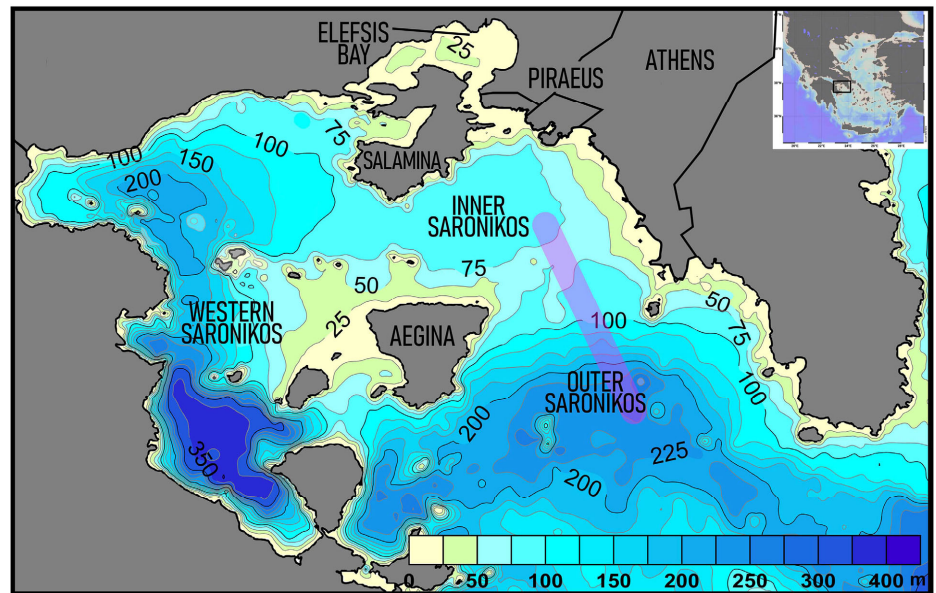 ELEFSIS
BAY
25
PIRAEUS
ATHENS
75
100
100
150
200
SALAMINA
INNER
SARONIKOS
75
50
50
75
WESTERN
SARONIKOS
25
AEGINA
100
100
OUTER
SARONIKOS
200
225
350
200
0 50 100 150 200 250 300 400 m